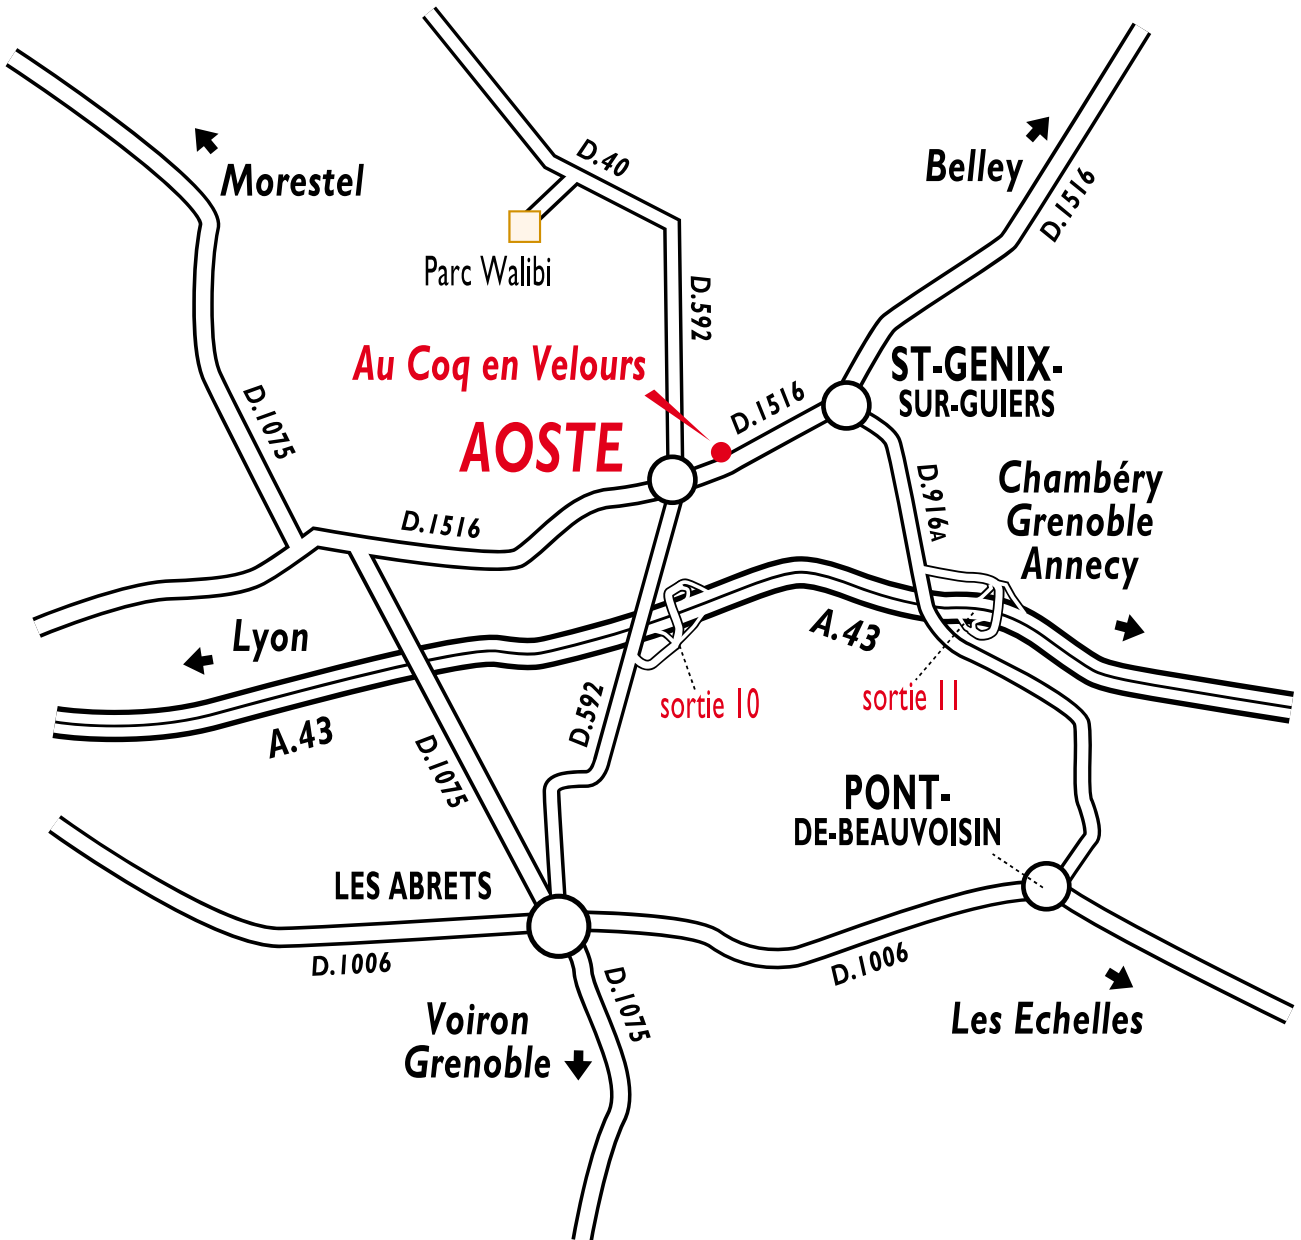 D.40
Morestel
Belley
D.1516
Parc Walibi
D.592
Au Coq en Velours
ST-GENIX-
SUR-GUIERS
D.1075
D.1516
AOSTE
Chambéry
Grenoble
Annecy
D.916A
D.1516
Lyon
A.43
sortie 10
sortie 11
A.43
D.592
D.1075
PONT-
DE-BEAUVOISIN
LES ABRETS
D.1006
D.1006
D.1075
Voiron
Grenoble
Les Echelles